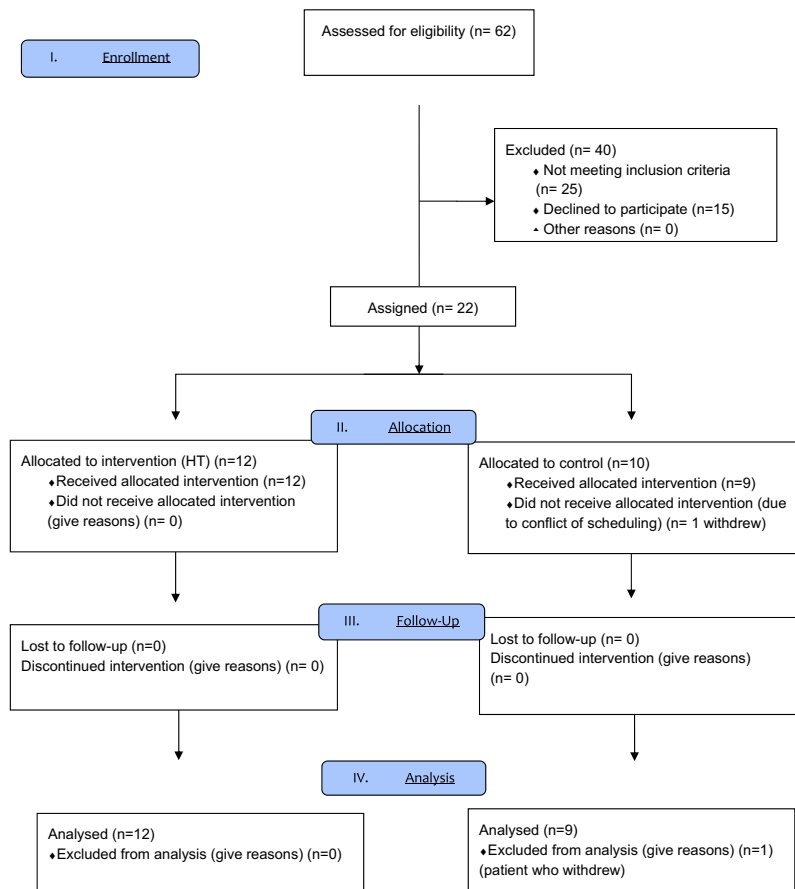 Assessed for eligibility (n= 62)
I. Enrollment
Excluded (n= 40)
♦ Not meeting inclusion criteria
(n= 25)
♦ Declined to participate (n=15)
♦ Other reasons (n= 0)
Assigned (n= 22)
II. Allocation
Allocated to intervention (HT) (n=12)
♦Received allocated intervention (n=12)
♦Did not receive allocated intervention
(give reasons) (n= 0)
Allocated to control (n=10)
♦Received allocated intervention (n=9)
♦Did not receive allocated intervention (due
to conflict of scheduling) (n= 1 withdrew)
III. Follow-Up
Lost to follow-up (n=0)
Discontinued intervention (give reasons) (n= 0)
Lost to follow-up (n= 0)
Discontinued intervention (give reasons)
(n= 0)
IV. Analysis
Analysed (n=12)
♦Excluded from analysis (give reasons) (n=0)
Analysed (n=9)
♦Excluded from analysis (give reasons) (n=1)
(patient who withdrew)